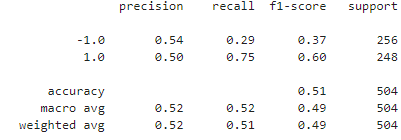 precision recall f1-score support
-1.0 0.54 0.29 0.37 256
1.0 0.50 0.75 0.60 248
accuracy 0.51 504
macro avg 0.52 0.52 0.49 504
weighted avg 0.52 0.51 0.49 504